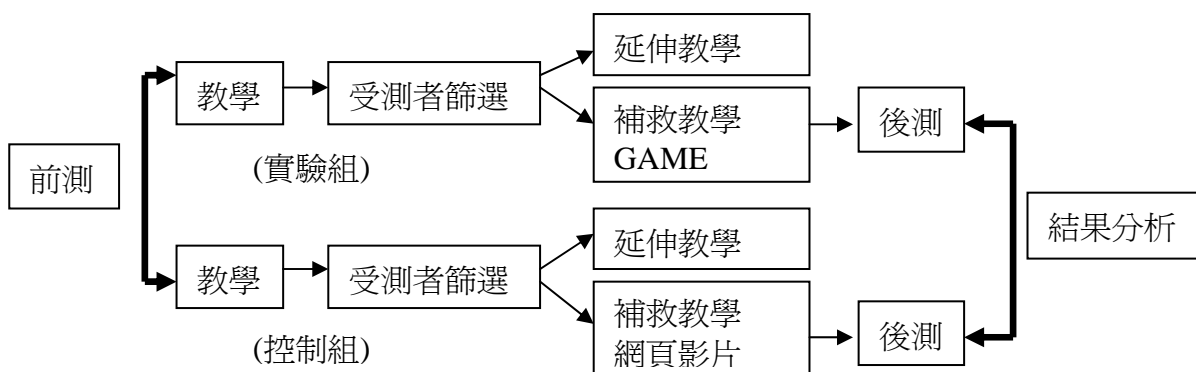 前測
教學
受測者篩選
延伸教學
補救教學
GAME
後測
(實驗組)
教學
受測者篩選
延伸教學
補救教學
網頁影片
後測
(控制組)
結果分析